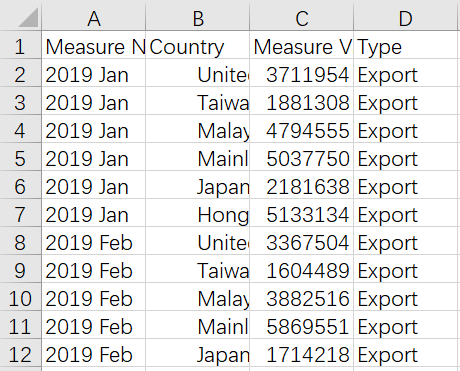 A B C D
1 Measure N Country Measure V Type
2 2019 Jan Unite 3711954 Export
3 2019 Jan Taiwa 1881308 Export
4 2019 Jan Malay 4794555 Export
5 2019 Jan Mainl 5037750 Export
6 2019 Jan Japan 2181638 Export
7 2019 Jan Hong 5133134 Export
8 2019 Feb Unite 3367504 Export
9 2019 Feb Taiwa 1604489 Export
10 2019 Feb Malay 3882516 Export
11 2019 Feb Mainl 5869551 Export
12 2019 Feb Japan 1714218 Export